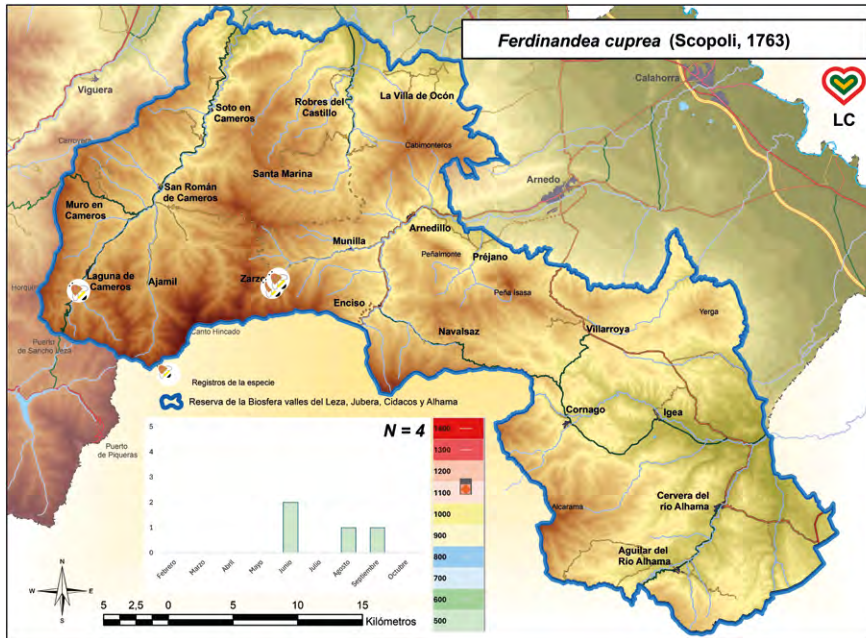 Ferdinandea cuprea (Scopoli, 1763)
LC
Calahorra
Viguera
Soto en
Cameros
Robres del
Castillo
La Villa de Ocón
Cabimonteros
Santa Marina
Arnedo
San Román
de Cameros
Muro en
Cameros
Arnedillo
Munilla
Peñalmonte
Préjano
Laguna de
Cameros
Ajamil
Zarzo
Peña Isasa
Enciso
Yerga
Canto Hincado
Navalsaz
Villarroya
Puerto
de Sancho Leza
Registros de la especie
Reserva de la Biosfera valles del Leza, Jubera, Cidacos y Alhama
Cornago
Igea
N = 4
Puerto
de Piqueras
5
4
3
2
1
0
Febrero
Marzo
Abril
Mayo
Junio
Julio
Agosto
Septiembre
Octubre
1400
1300
1200
1100
1000
900
800
700
600
500
Alcarama
Cervera del
río Alhama
Aguilar del
Río Alhama
N
W
E
S
5 2,5 0 5 10 15
Kilómetros